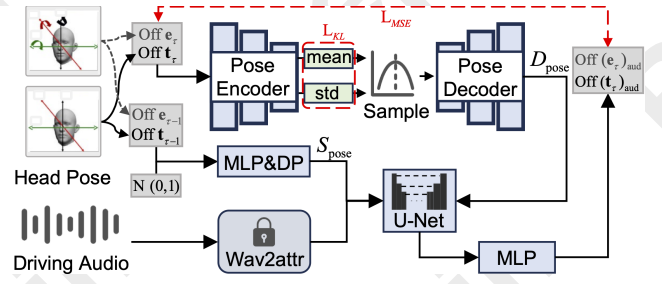 L_KL
L_MSE
Off e_τ
Off t_τ
Pose
Encoder
mean
std
Sample
Pose
Decoder
D_pose
Off (e_τ)_aud
Off (t_τ)_aud
Off e_τ−1
Off t_τ−1
Head Pose
N (0,1)
MLP&DP
S_pose
U-Net
Driving Audio
Wav2attr
MLP